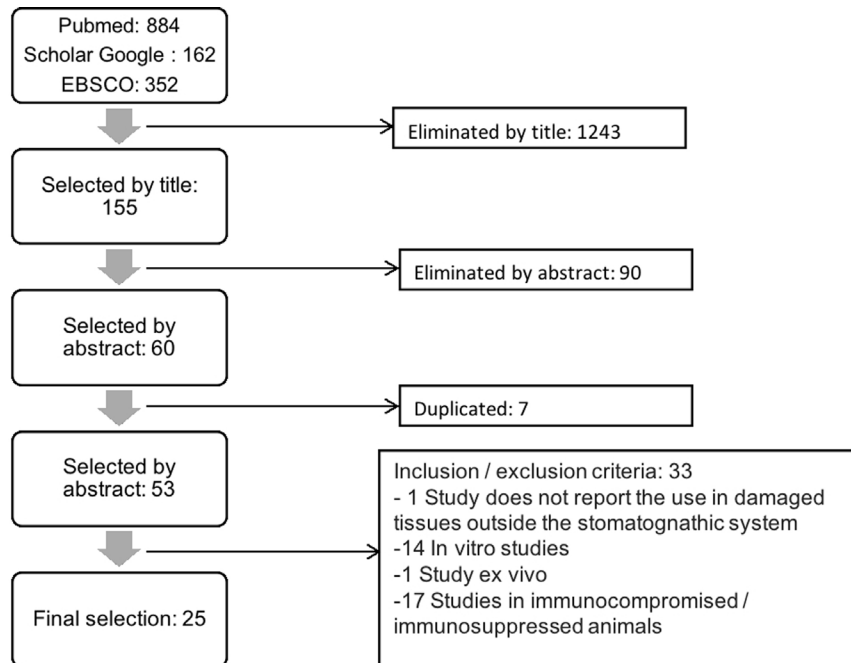 Pubmed: 884
Scholar Google : 162
EBSCO: 352
Eliminated by title: 1243
Selected by title:
155
Eliminated by abstract: 90
Selected by
abstract: 60
Duplicated: 7
Selected by
abstract: 53
Inclusion / exclusion criteria: 33
- 1 Study does not report the use in damaged
tissues outside the stomatognathic system
-14 In vitro studies
-1 Study ex vivo
-17 Studies in immunocompromised /
immunosuppressed animals
Final selection: 25